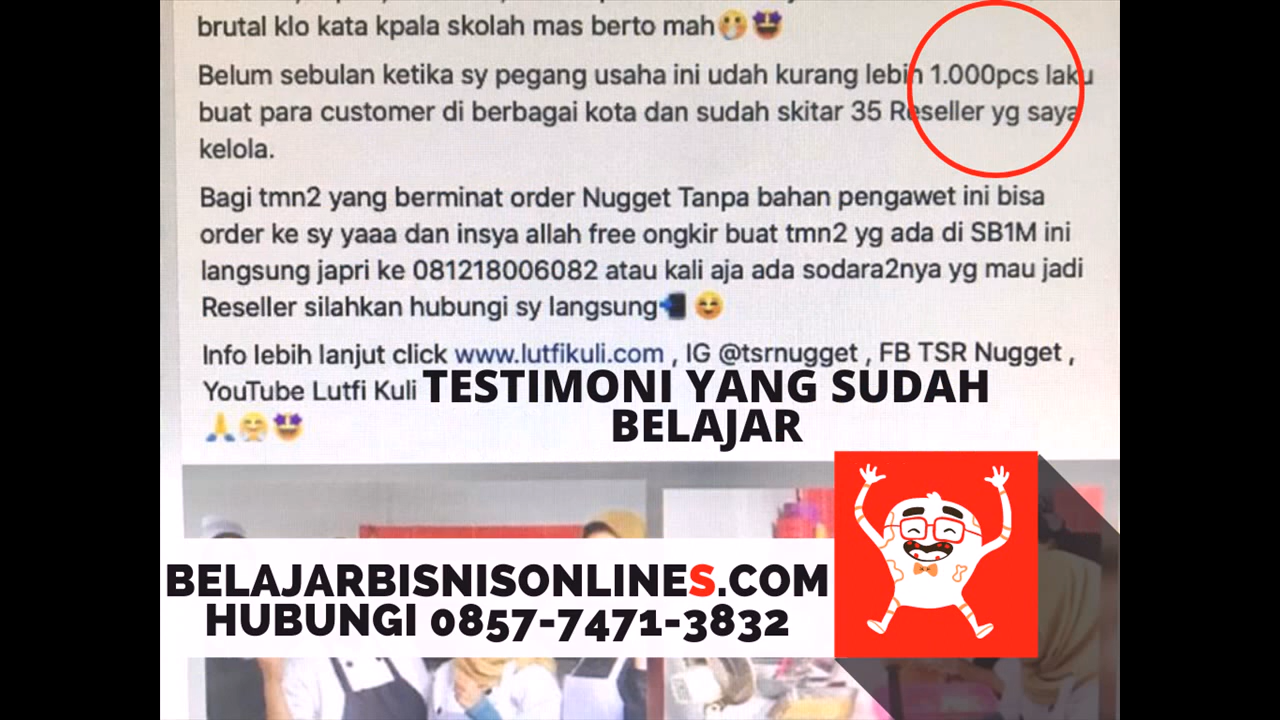 brutal klo kata kpala skolah mas berto mah🤭🤩
Belum sebulan ketika sy pegang usaha ini udah kurang lebih 1.000pcs laku
buat para customer di berbagai kota dan sudah skitar 35 Reseller yg saya
kelola.
Bagi tmn2 yang berminat order Nugget Tanpa bahan pengawet ini bisa
order ke sy yaaa dan insya allah free ongkir buat tmn2 yg ada di SB1M ini
langsung japri ke 081218006082 atau kali aja ada sodara2nya yg mau jadi
Reseller silahkan hubungi sy langsung📲 😊
Info lebih lanjut click www.lutfikuli.com , IG @tsrnugget , FB TSR Nugget ,
YouTube Lutfi Kuli
🙏🤗🤩
TESTIMONI YANG SUDAH
BELAJAR
BELAJARBISNISONLINES.COM
HUBUNGI 0857-7471-3832